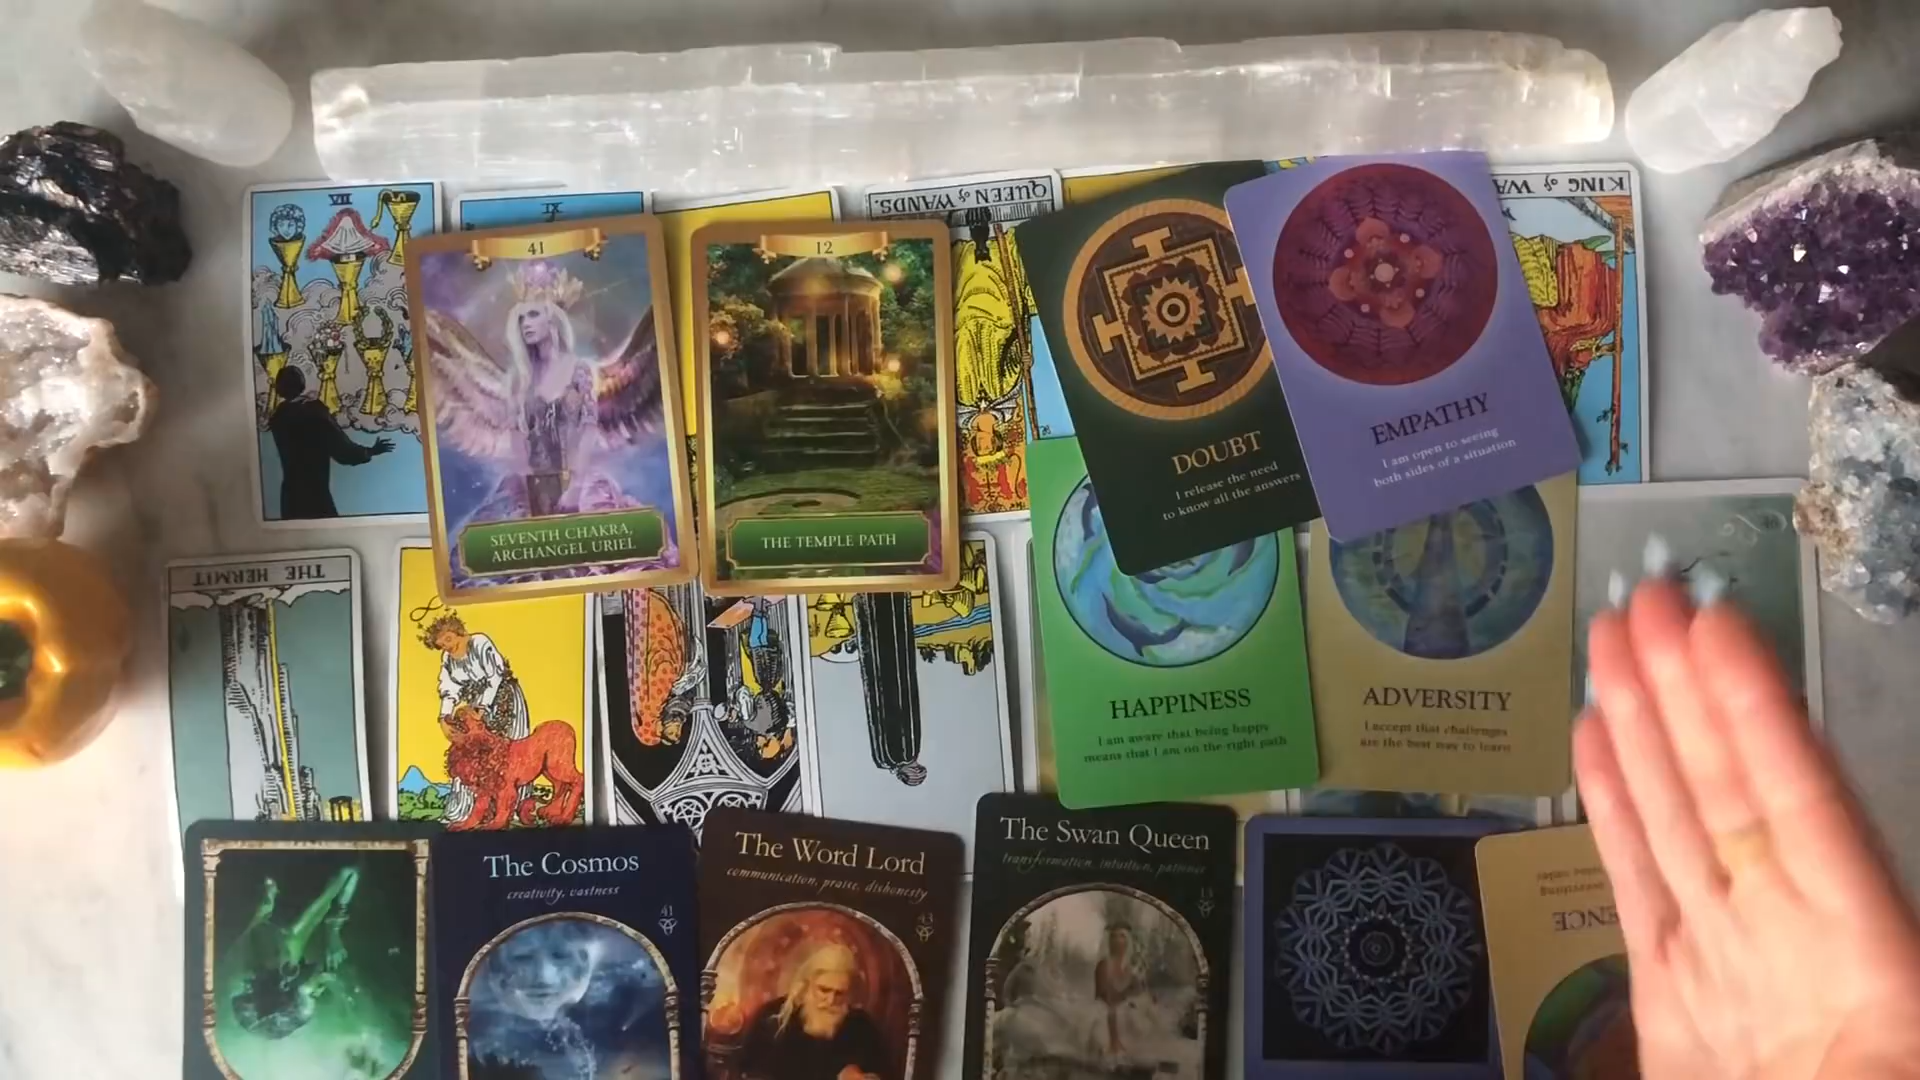 VII
XI
QUEEN of WANDS.
KING of WA
41
SEVENTH CHAKRA,
ARCHANGEL URIEL
12
THE TEMPLE PATH
DOUBT
I release the need
to know all the answers
EMPATHY
I am open to seeing
both sides of a situation
THE HERMIT
HAPPINESS
I am aware that being happy
means that I am on the right path
ADVERSITY
I accept that challenges
are the best way to learn
The Cosmos
creativity, vastness
41
The Word Lord
communication, praise, dishonesty
43
The Swan Queen
transformation, intuition, patience
13
ENCE
everything